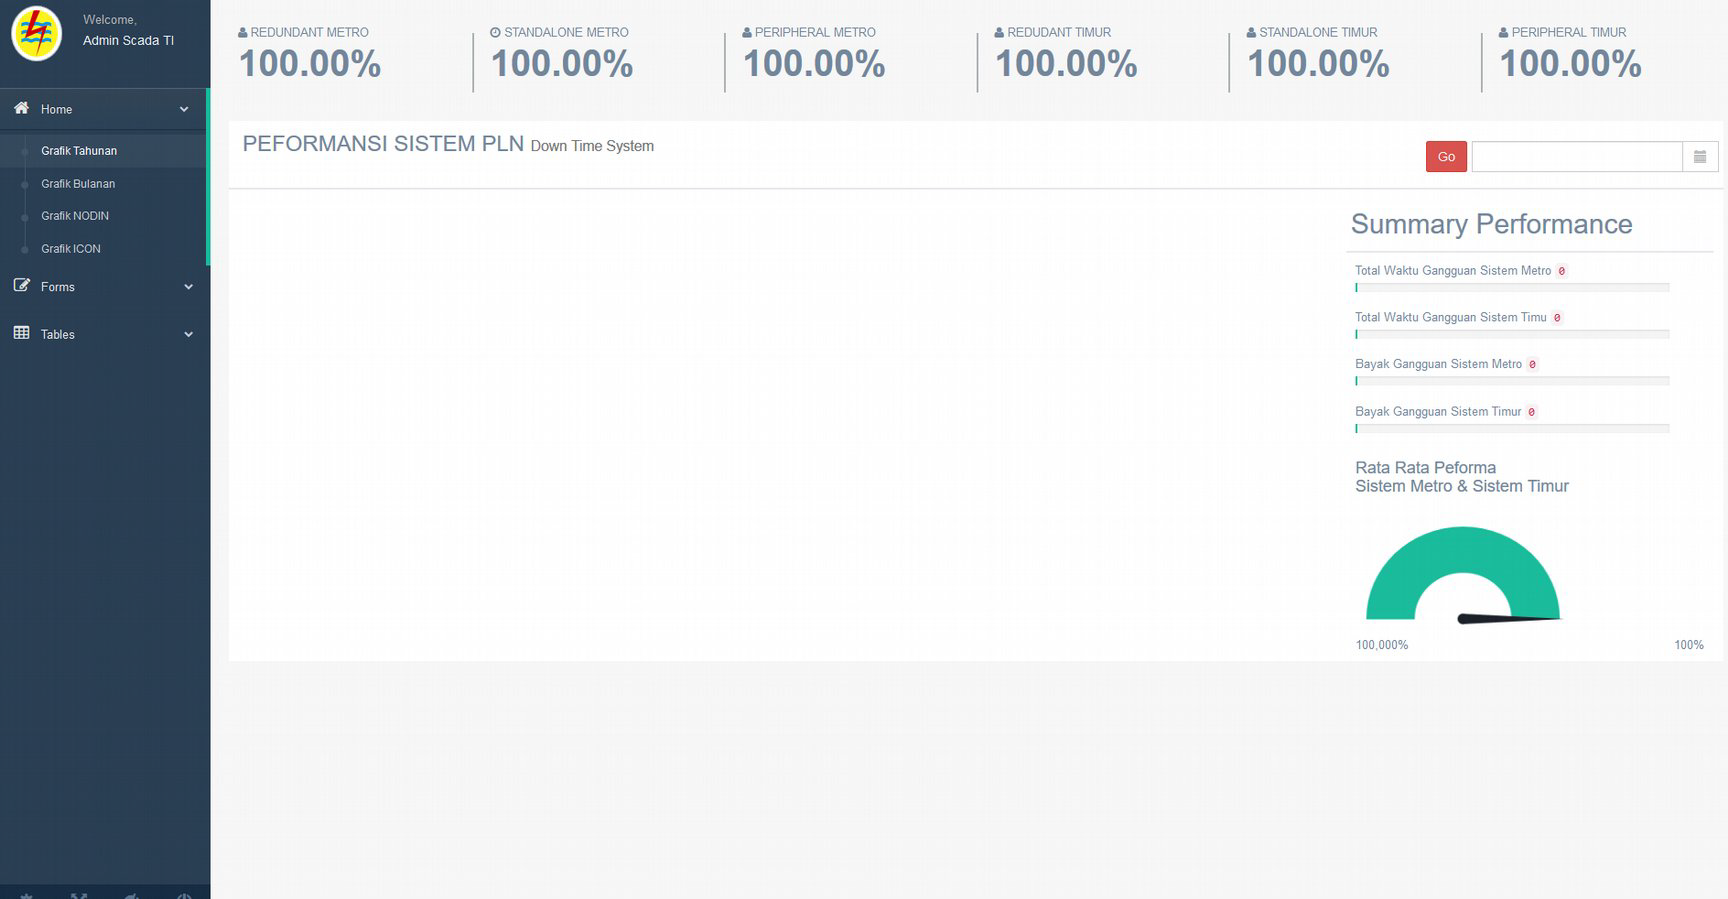 Welcome,
Admin Scada TI
Home
Grafik Tahunan
Grafik Bulanan
Grafik NODIN
Grafik ICON
Forms
Tables
REDUNDANT METRO
100.00%
STANDALONE METRO
100.00%
PERIPHERAL METRO
100.00%
REDUDANT TIMUR
100.00%
STANDALONE TIMUR
100.00%
PERIPHERAL TIMUR
100.00%
PEFORMANSI SISTEM PLN Down Time System
Go
Summary Performance
Total Waktu Gangguan Sistem Metro 0
Total Waktu Gangguan Sistem Timu 0
Bayak Gangguan Sistem Metro 0
Bayak Gangguan Sistem Timur 0
Rata Rata Peforma
Sistem Metro & Sistem Timur
100,000% 100%